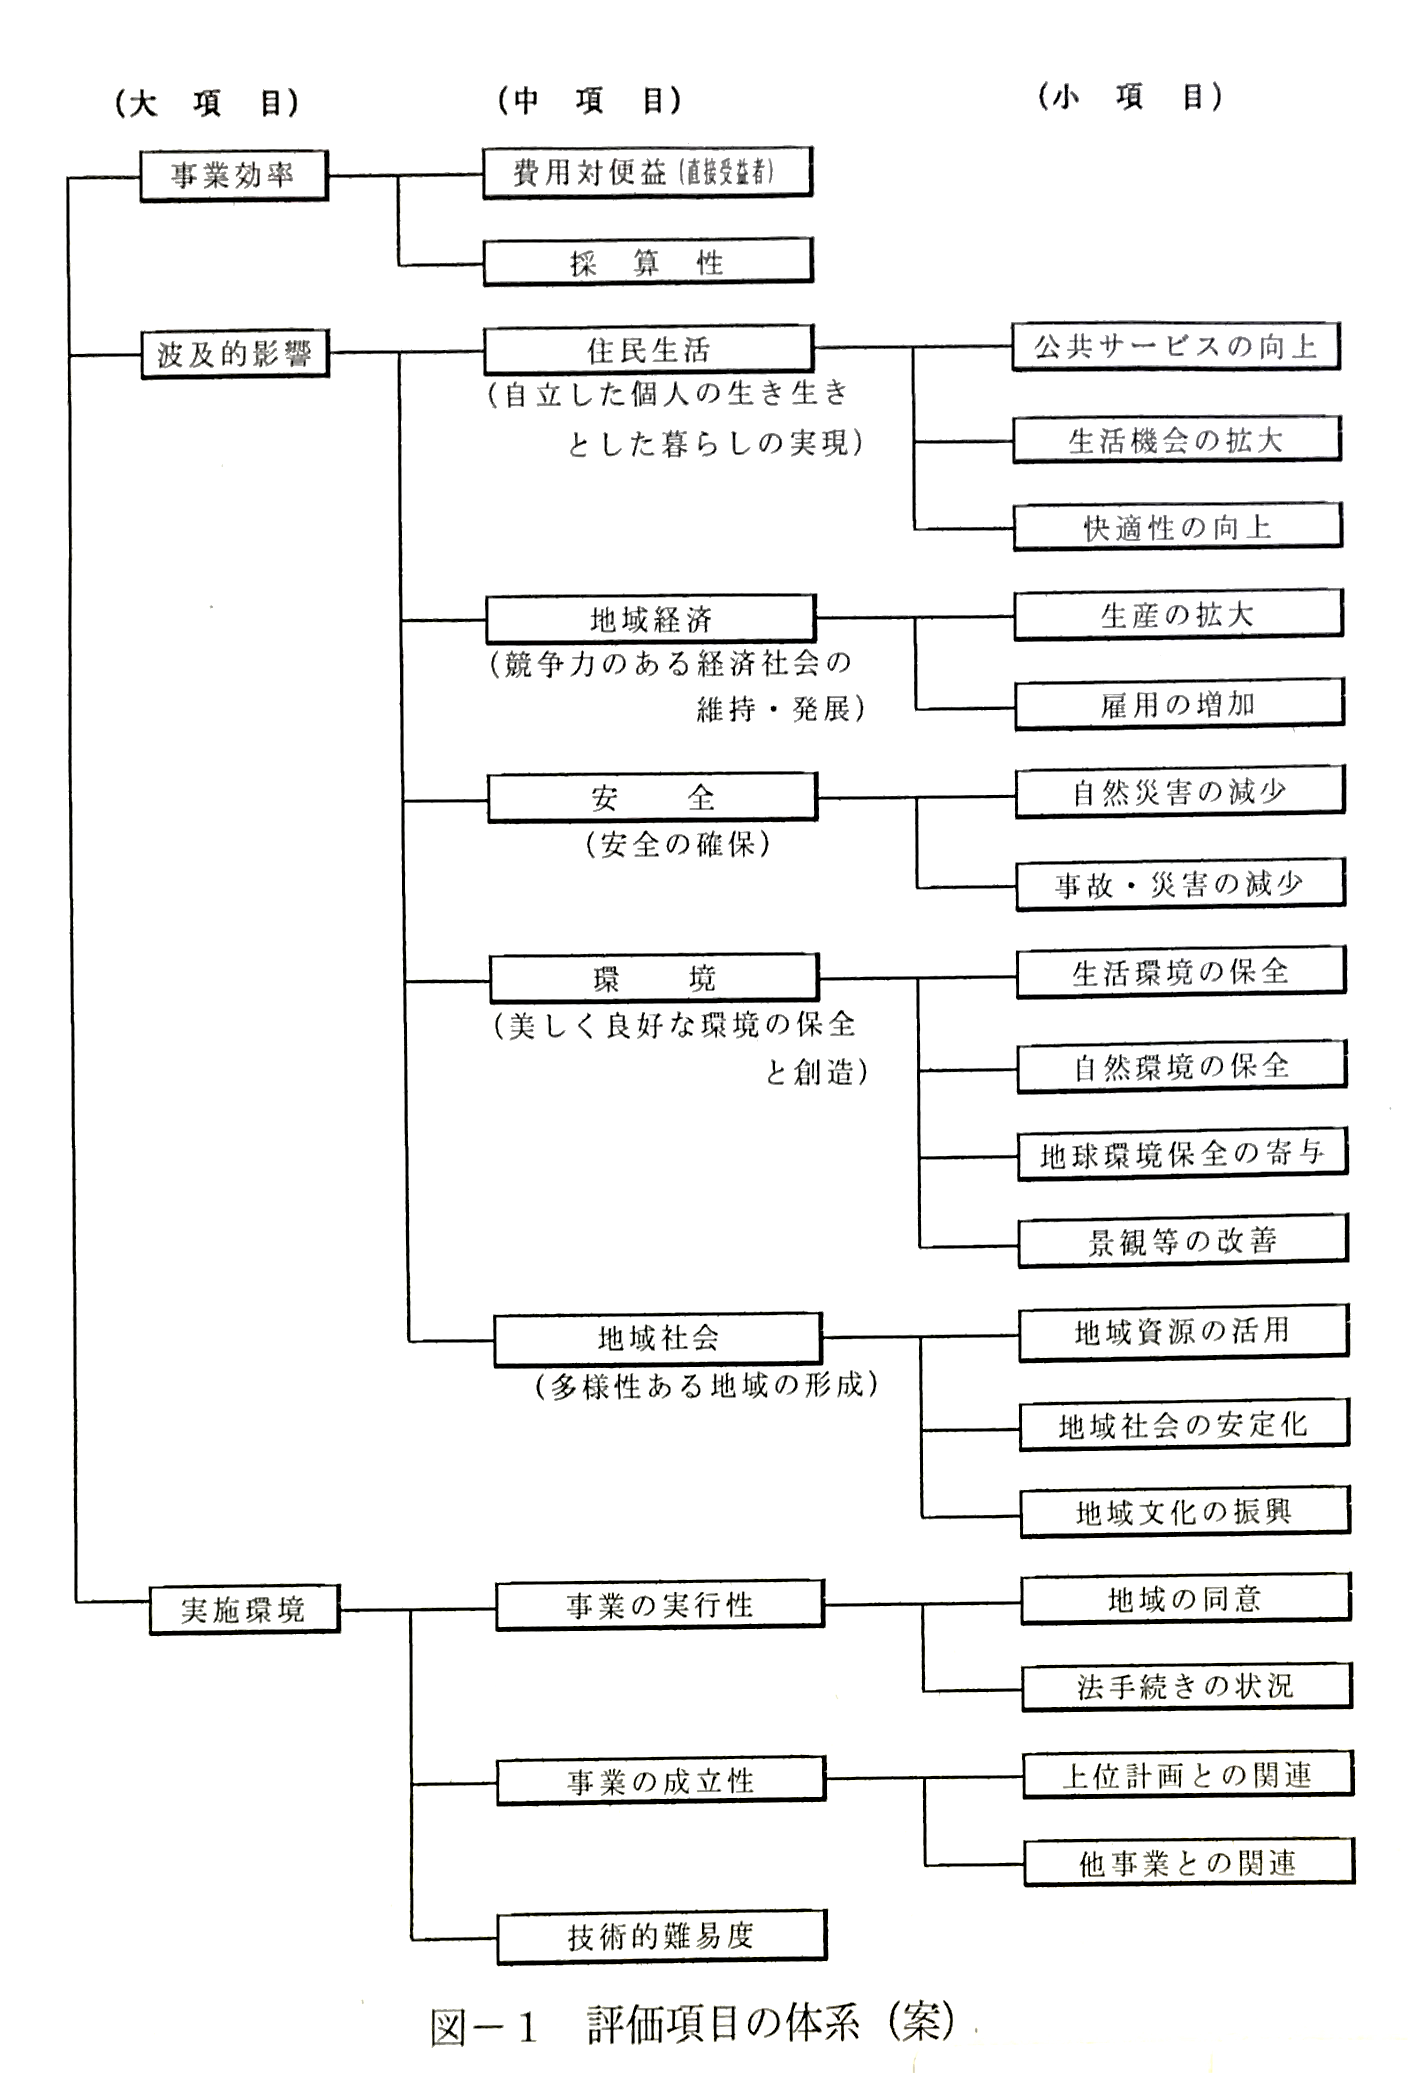 (大　項　目)　(中　項　目)　(小　項　目)
事業効率　費用対便益(直接受益者)
採　算　性
波及的影響　住民生活　公共サービスの向上
(自立した個人の生き生き
とした暮らしの実現)
生活機会の拡大
快適性の向上
地域経済　生産の拡大
(競争力のある経済社会の
維持・発展)
雇用の増加
安　全　自然災害の減少
(安全の確保)
事故・災害の減少
環　境　生活環境の保全
(美しく良好な環境の保全
と創造)
自然環境の保全
地球環境保全の寄与
景観等の改善
地域社会　地域資源の活用
(多様性ある地域の形成)
地域社会の安定化
地域文化の振興
実施環境　事業の実行性　地域の同意
法手続きの状況
事業の成立性　上位計画との関連
他事業との関連
技術的難易度
図－1　評価項目の体系（案）